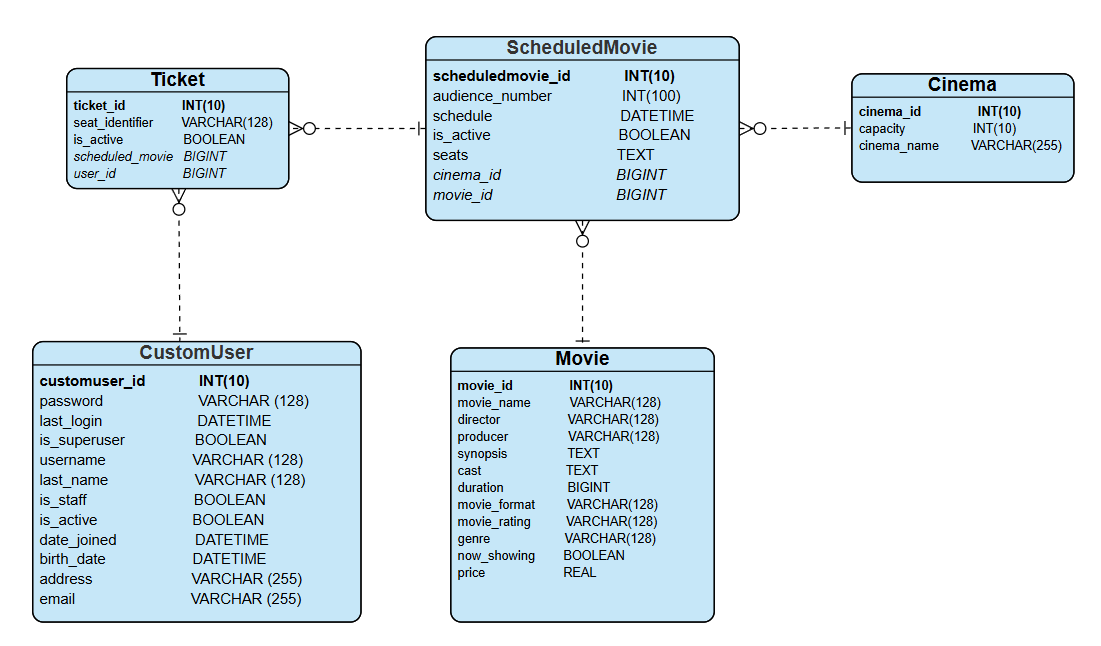 Ticket
ticket_id INT(10)
seat_identifier VARCHAR(128)
is_active BOOLEAN
scheduled_movie BIGINT
user_id BIGINT
ScheduledMovie
scheduledmovie_id INT(10)
audience_number INT(100)
schedule DATETIME
is_active BOOLEAN
seats TEXT
cinema_id BIGINT
movie_id BIGINT
Cinema
cinema_id INT(10)
capacity INT(10)
cinema_name VARCHAR(255)
CustomUser
customuser_id INT(10)
password VARCHAR (128)
last_login DATETIME
is_superuser BOOLEAN
username VARCHAR (128)
last_name VARCHAR (128)
is_staff BOOLEAN
is_active BOOLEAN
date_joined DATETIME
birth_date DATETIME
address VARCHAR (255)
email VARCHAR (255)
Movie
movie_id INT(10)
movie_name VARCHAR(128)
director VARCHAR(128)
producer VARCHAR(128)
synopsis TEXT
cast TEXT
duration BIGINT
movie_format VARCHAR(128)
movie_rating VARCHAR(128)
genre VARCHAR(128)
now_showing BOOLEAN
price REAL